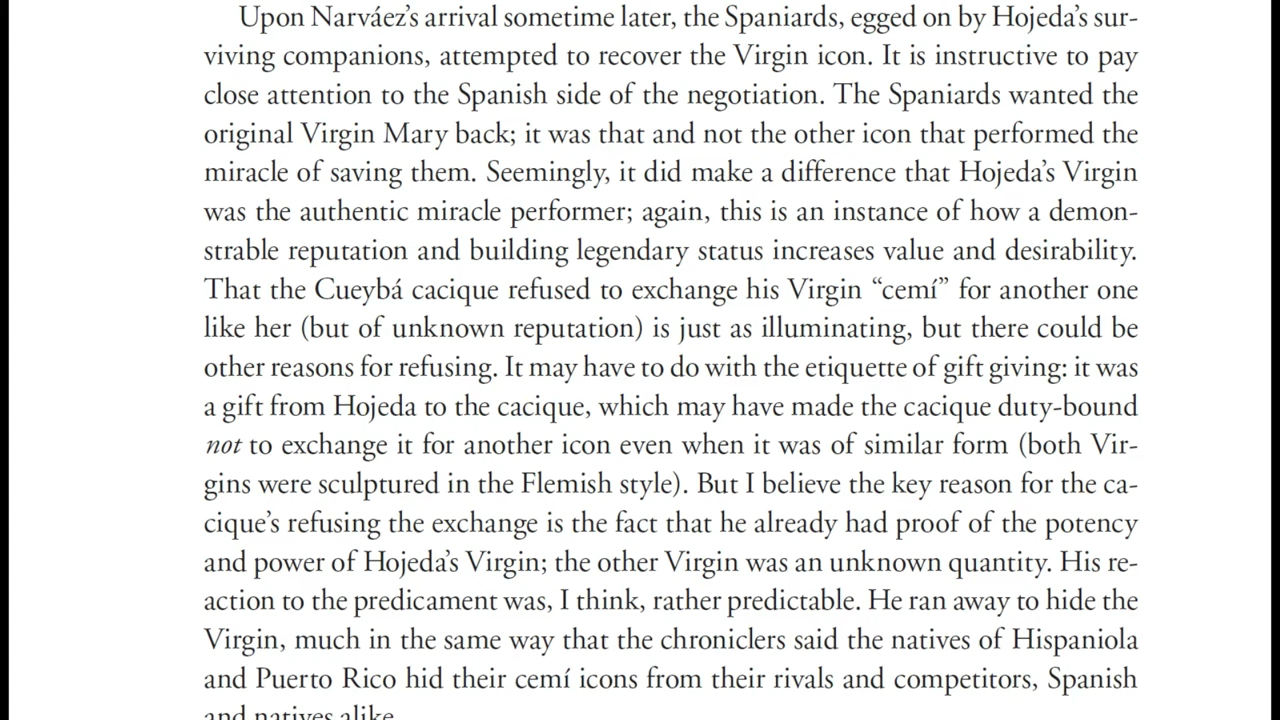 Upon Narváez’s arrival sometime later, the Spaniards, egged on by Hojeda’s sur-
viving companions, attempted to recover the Virgin icon. It is instructive to pay
close attention to the Spanish side of the negotiation. The Spaniards wanted the
original Virgin Mary back; it was that and not the other icon that performed the
miracle of saving them. Seemingly, it did make a difference that Hojeda’s Virgin
was the authentic miracle performer; again, this is an instance of how a demon-
strable reputation and building legendary status increases value and desirability.
That the Cueybá cacique refused to exchange his Virgin “cemí” for another one
like her (but of unknown reputation) is just as illuminating, but there could be
other reasons for refusing. It may have to do with the etiquette of gift giving: it was
a gift from Hojeda to the cacique, which may have made the cacique duty-bound
not to exchange it for another icon even when it was of similar form (both Vir-
gins were sculptured in the Flemish style). But I believe the key reason for the ca-
cique’s refusing the exchange is the fact that he already had proof of the potency
and power of Hojeda’s Virgin; the other Virgin was an unknown quantity. His re-
action to the predicament was, I think, rather predictable. He ran away to hide the
Virgin, much in the same way that the chroniclers said the natives of Hispaniola
and Puerto Rico hid their cemí icons from their rivals and competitors, Spanish
and natives alike.